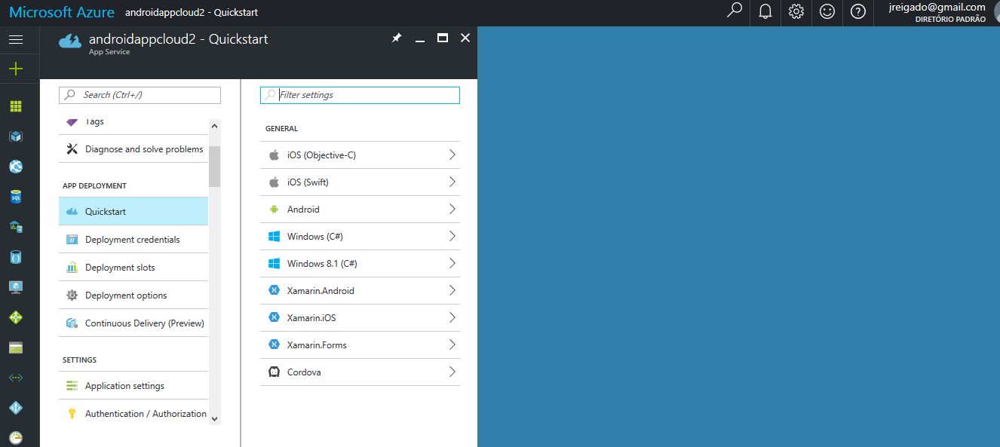 Microsoft Azure androidappcloud2 - Quickstart
jreigado@gmail.com
DIRETÓRIO PADRÃO
androidappcloud2 - Quickstart
App Service
Search (Ctrl+/)
Tags
Diagnose and solve problems
APP DEPLOYMENT
Quickstart
Deployment credentials
Deployment slots
Deployment options
Continuous Delivery (Preview)
SETTINGS
Application settings
Authentication / Authorization
Filter settings
GENERAL
iOS (Objective-C)
iOS (Swift)
Android
Windows (C#)
Windows 8.1 (C#)
Xamarin.Android
Xamarin.iOS
Xamarin.Forms
Cordova